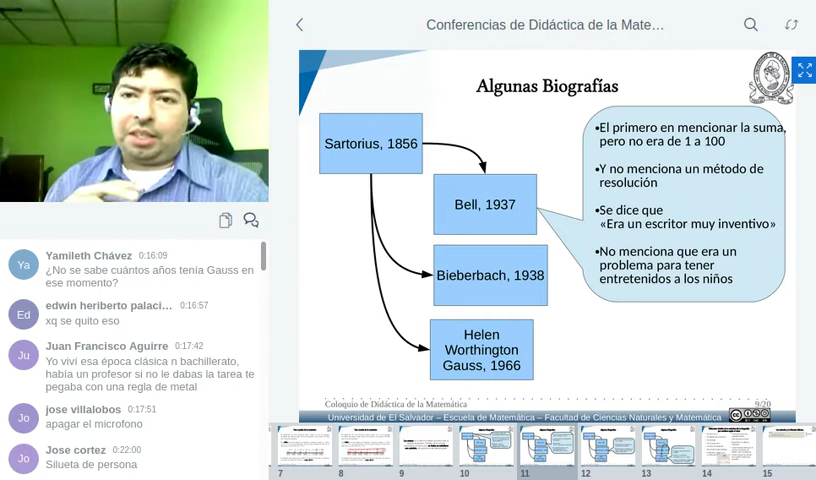 Conferencias de Didáctica de la Mate…
Algunas Biografías
Sartorius, 1856
Bell, 1937
Bieberbach, 1938
Helen
Worthington
Gauss, 1966
•El primero en mencionar la suma,
pero no era de 1 a 100
•Y no menciona un método de
resolución
•Se dice que
«Era un escritor muy inventivo»
•No menciona que era un
problema para tener
entretenidos a los niños
Coloquio de Didáctica de la Matemática
9/20
Universidad de El Salvador – Escuela de Matemática – Facultad de Ciencias Naturales y Matemática
Ya
Yamileth Chávez 0:16:09
¿No se sabe cuántos años tenía Gauss en
ese momento?
Ed
edwin heriberto palaci… 0:16:57
xq se quito eso
Ju
Juan Francisco Aguirre 0:17:42
Yo viví esa época clásica n bachillerato,
había un profesor si no le dabas la tarea te
pegaba con una regla de metal
Jo
jose villalobos 0:17:51
apagar el microfono
Jo
Jose cortez 0:22:00
Silueta de persona
7
8
9
10
11
12
13
14
15